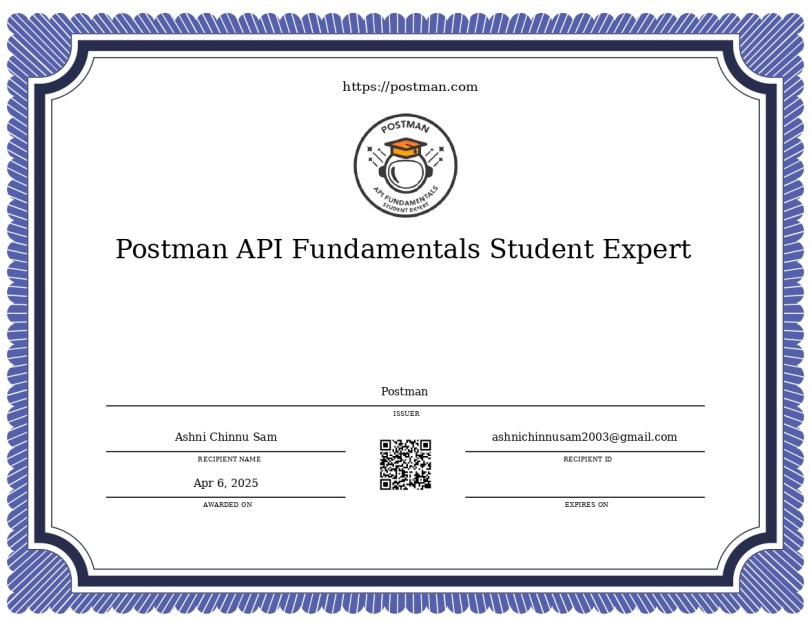 https://postman.com
POSTMAN
API FUNDAMENTALS
STUDENT EXPERT
Postman API Fundamentals Student Expert
Postman
ISSUER
Ashni Chinnu Sam
RECIPIENT NAME
ashnichinnusam2003@gmail.com
RECIPIENT ID
Apr 6, 2025
AWARDED ON
EXPIRES ON